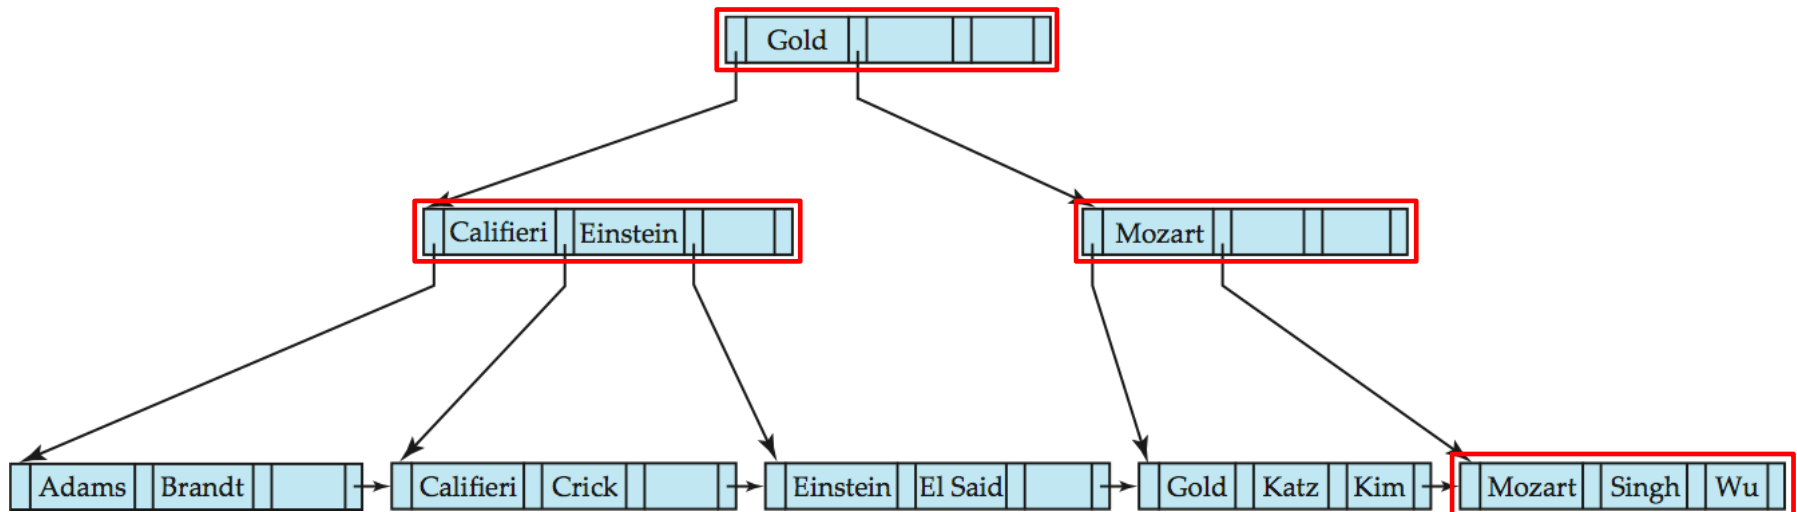 Gold
Califieri Einstein Mozart
Adams Brandt Califieri Crick Einstein El Said Gold Katz Kim Mozart Singh Wu